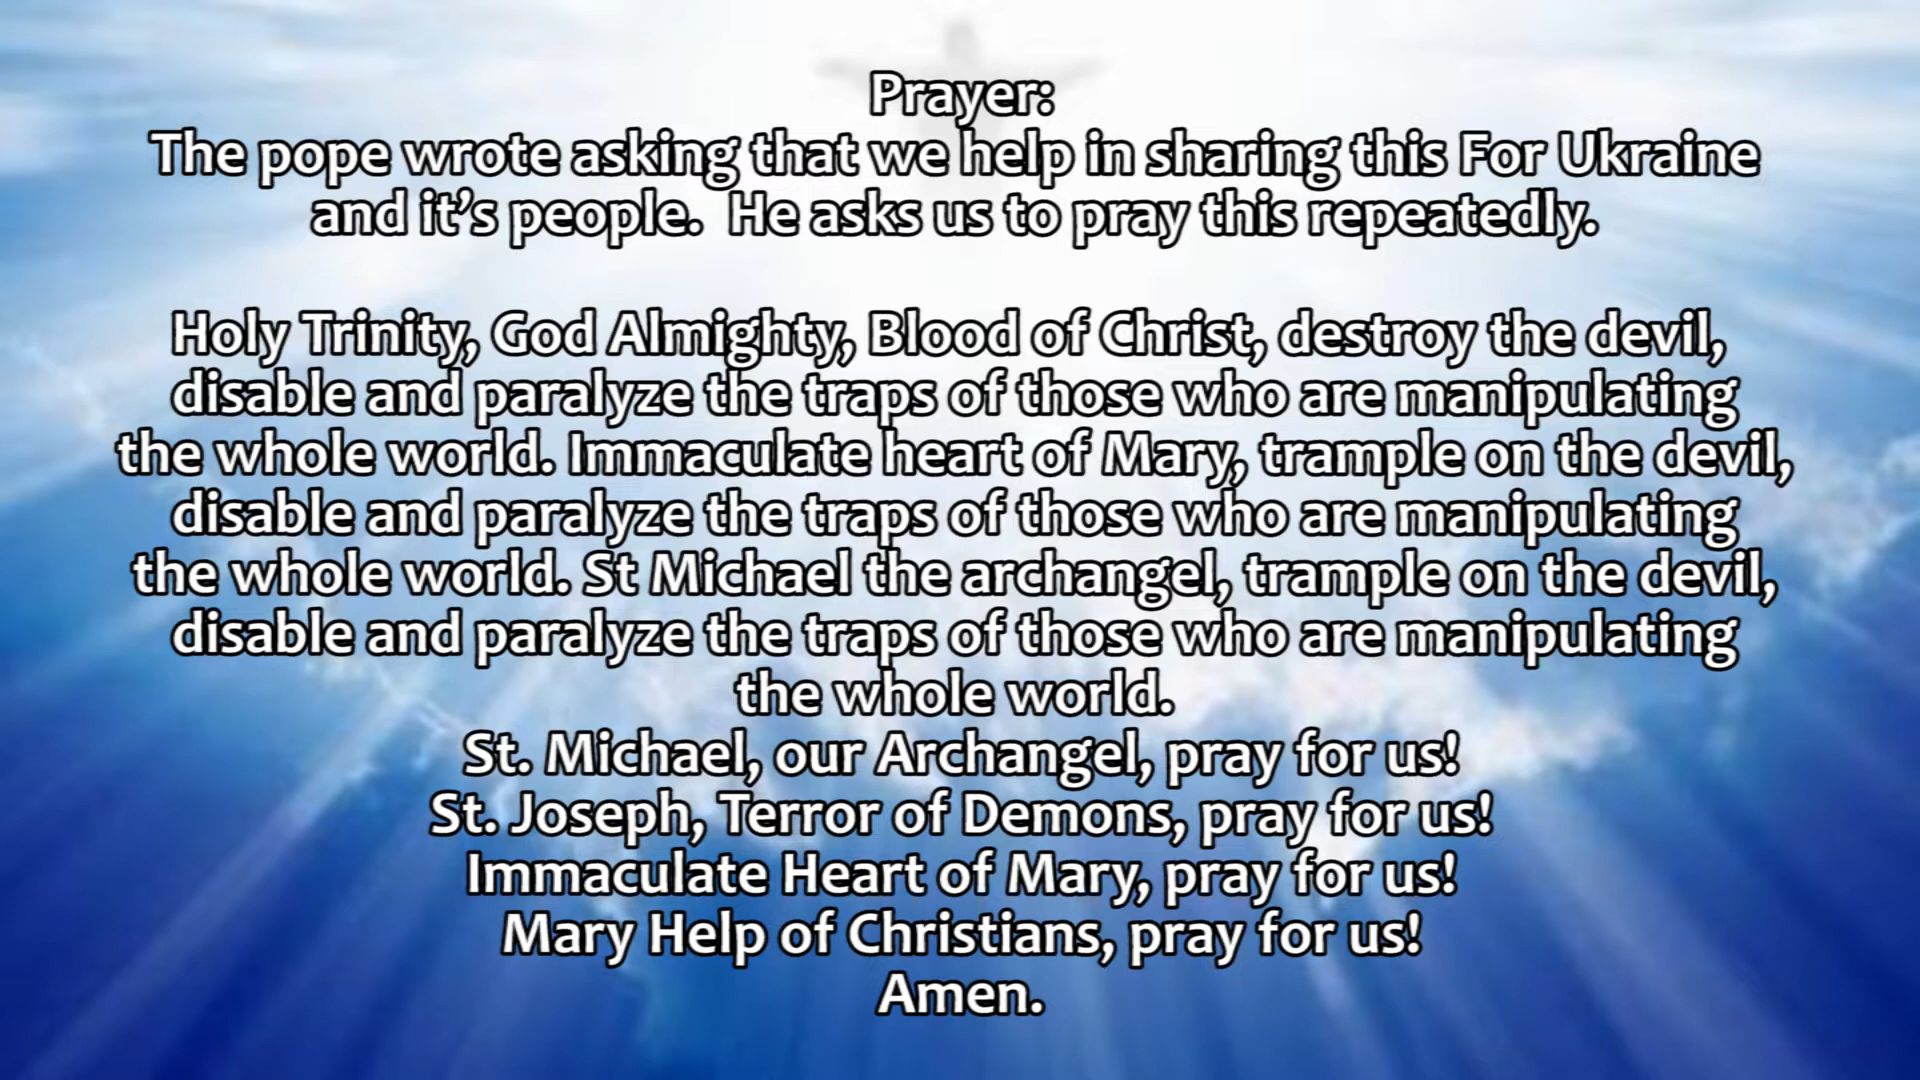 Prayer:
The pope wrote asking that we help in sharing this For Ukraine
and it’s people.  He asks us to pray this repeatedly.
Holy Trinity, God Almighty, Blood of Christ, destroy the devil,
disable and paralyze the traps of those who are manipulating
the whole world. Immaculate heart of Mary, trample on the devil,
disable and paralyze the traps of those who are manipulating
the whole world. St Michael the archangel, trample on the devil,
disable and paralyze the traps of those who are manipulating
the whole world.
St. Michael, our Archangel, pray for us!
St. Joseph, Terror of Demons, pray for us!
Immaculate Heart of Mary, pray for us!
Mary Help of Christians, pray for us!
Amen.